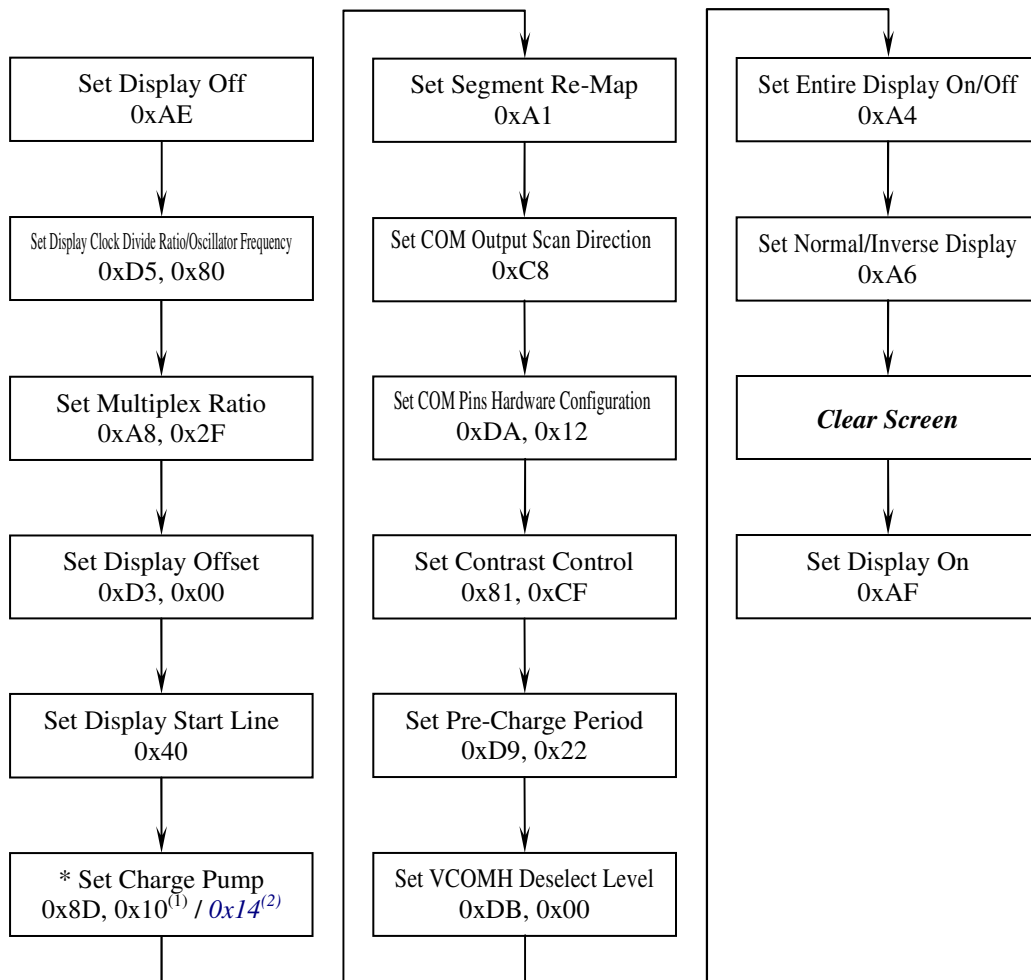 Set Display Off
0xAE
Set Display Clock Divide Ratio/Oscillator Frequency
0xD5, 0x80
Set Multiplex Ratio
0xA8, 0x2F
Set Display Offset
0xD3, 0x00
Set Display Start Line
0x40
* Set Charge Pump
0x8D, 0x10(1) / 0x14(2)
Set Segment Re-Map
0xA1
Set COM Output Scan Direction
0xC8
Set COM Pins Hardware Configuration
0xDA, 0x12
Set Contrast Control
0x81, 0xCF
Set Pre-Charge Period
0xD9, 0x22
Set VCOMH Deselect Level
0xDB, 0x00
Set Entire Display On/Off
0xA4
Set Normal/Inverse Display
0xA6
Clear Screen
Set Display On
0xAF